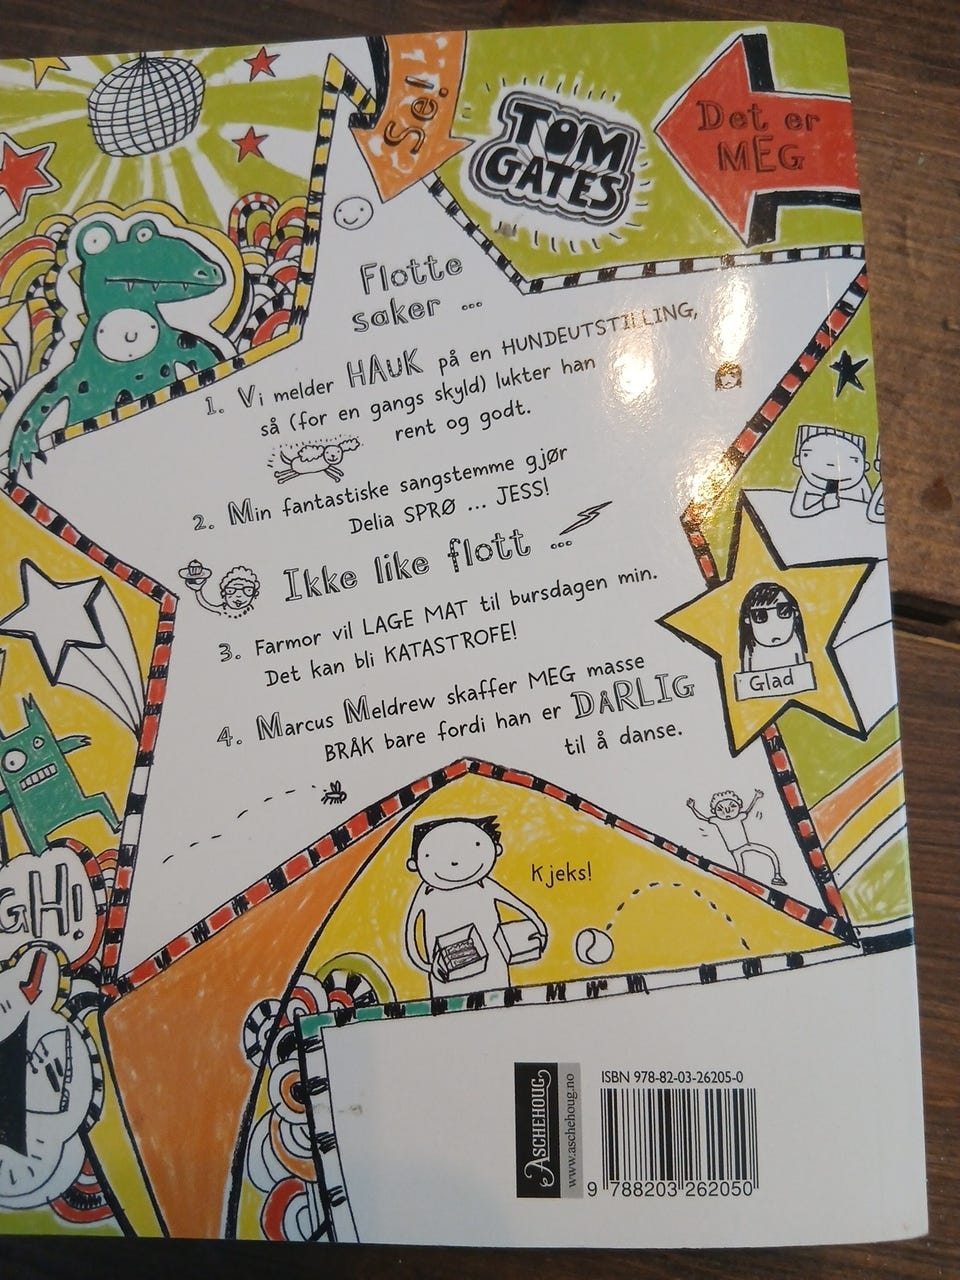 Se!
TOM
GATES
Det er
MEG
Flotte
saker ...
1. Vi melder HAUK på en HUNDEUTSTILLING,
så (for en gangs skyld) lukter han
rent og godt.
2. Min fantastiske sangstemme gjør
Delia SPRØ ... JESS!
Ikke like flott ...
3. Farmor vil LAGE MAT til bursdagen min.
Det kan bli KATASTROFE!
4. Marcus Meldrew skaffer MEG masse
BRÅK bare fordi han er DARLIG
til å danse.
Glad
Kjeks!
GH!
ASCHEHOUG
www.aschehoug.no
ISBN 978-82-03-26205-0
9 788203 262050